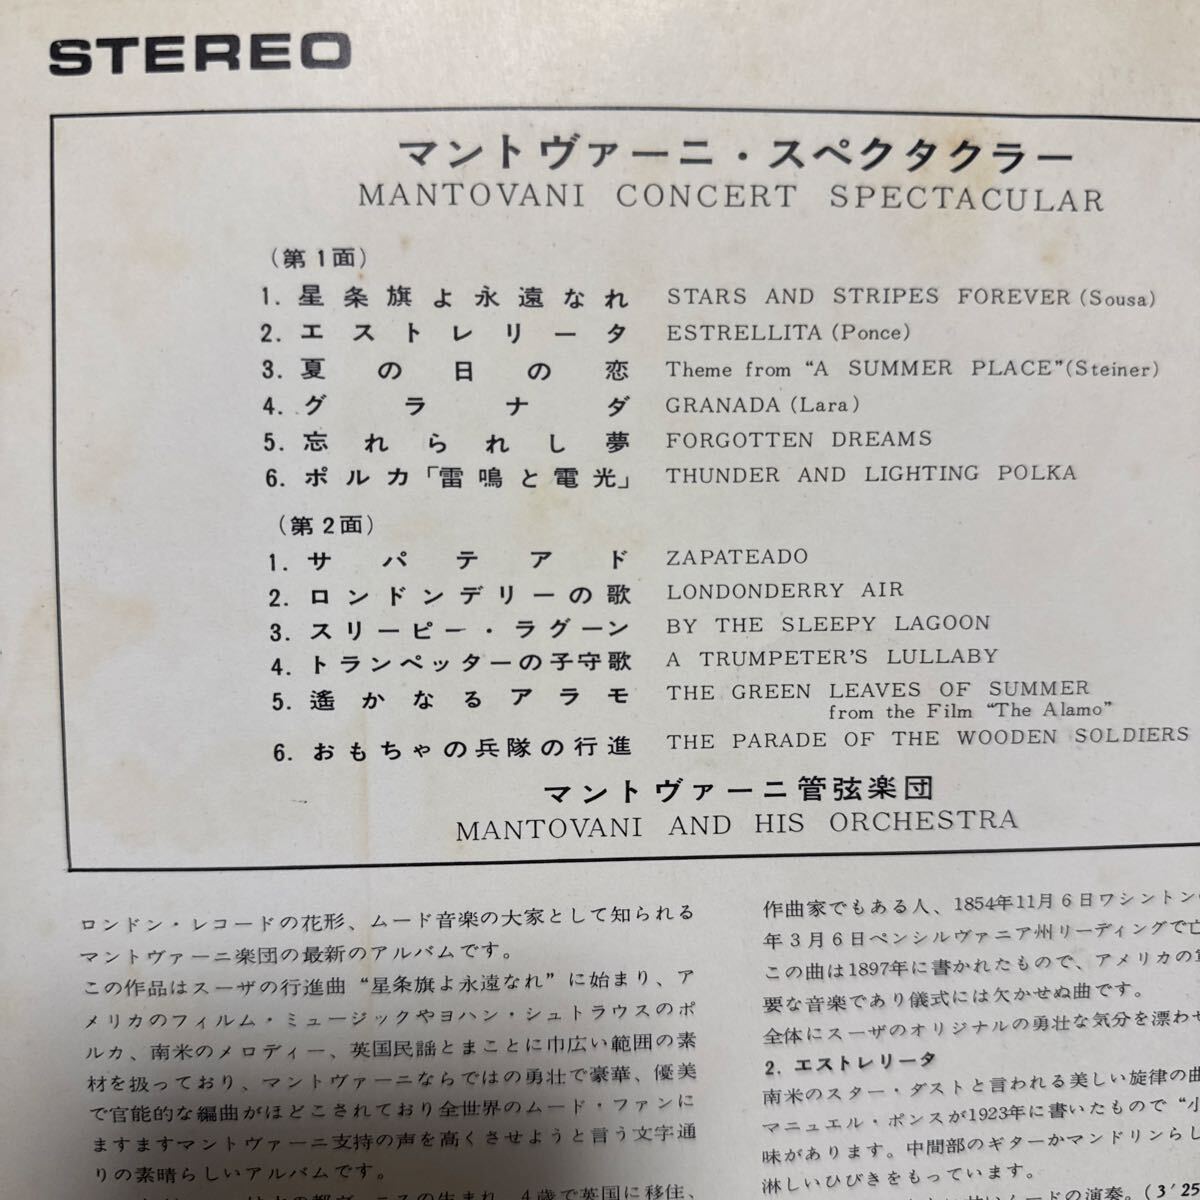 STEREO
マントヴァーニ・スペクタクラー
MANTOVANI CONCERT SPECTACULAR
(第1面)
1. 星条旗よ永遠なれ STARS AND STRIPES FOREVER (Sousa)
2. エストレリータ ESTRELLITA (Ponce)
3. 夏の日の恋 Theme from “A SUMMER PLACE” (Steiner)
4. グラナダ GRANADA (Lara)
5. 忘れられし夢 FORGOTTEN DREAMS
6. ポルカ「雷鳴と電光」 THUNDER AND LIGHTING POLKA
(第2面)
1. サパテアド ZAPATEADO
2. ロンドンデリーの歌 LONDONDERRY AIR
3. スリーピー・ラグーン BY THE SLEEPY LAGOON
4. トランペッターの子守歌 A TRUMPETER'S LULLABY
5. 遙かなるアラモ THE GREEN LEAVES OF SUMMER
from the Film “The Alamo”
6. おもちゃの兵隊の行進 THE PARADE OF THE WOODEN SOLDIERS
マントヴァーニ管弦楽団
MANTOVANI AND HIS ORCHESTRA
ロンドン・レコードの花形、ムード音楽の大家として知られる
マントヴァーニ楽団の最新のアルバムです。
この作品はスーザの行進曲“星条旗よ永遠なれ”に始まり、ア
メリカのフィルム・ミュージックやヨハン・シュトラウスのポ
ルカ、南米のメロディー、英国民謡とまことに巾広い範囲の素
材を扱っており、マントヴァーニならではの勇壮で豪華、優美
で官能的な編曲がほどこされており全世界のムード・ファンに
ますますマントヴァーニ支持の声を高くさせようと言う文字通
りの素晴らしいアルバムです。
の生まれ、4歳で英国に移住、
作曲家でもある人、1854年11月6日ワシントン
年3月6日ペンシルヴァニア州リーディングで亡
この曲は1897年に書かれたもので、アメリカの
要な音楽であり儀式には欠かせぬ曲です。
全体にスーザのオリジナルの勇壮な気分を漂わせ
2. エストレリータ
南米のスター・ダストと言われる美しい旋律の曲
マニュエル・ポンスが1923年に書いたもので“小
味があります。中間部のギターかマンドリンらし
淋しいひびきをもっています。
ードの演奏。(3′25